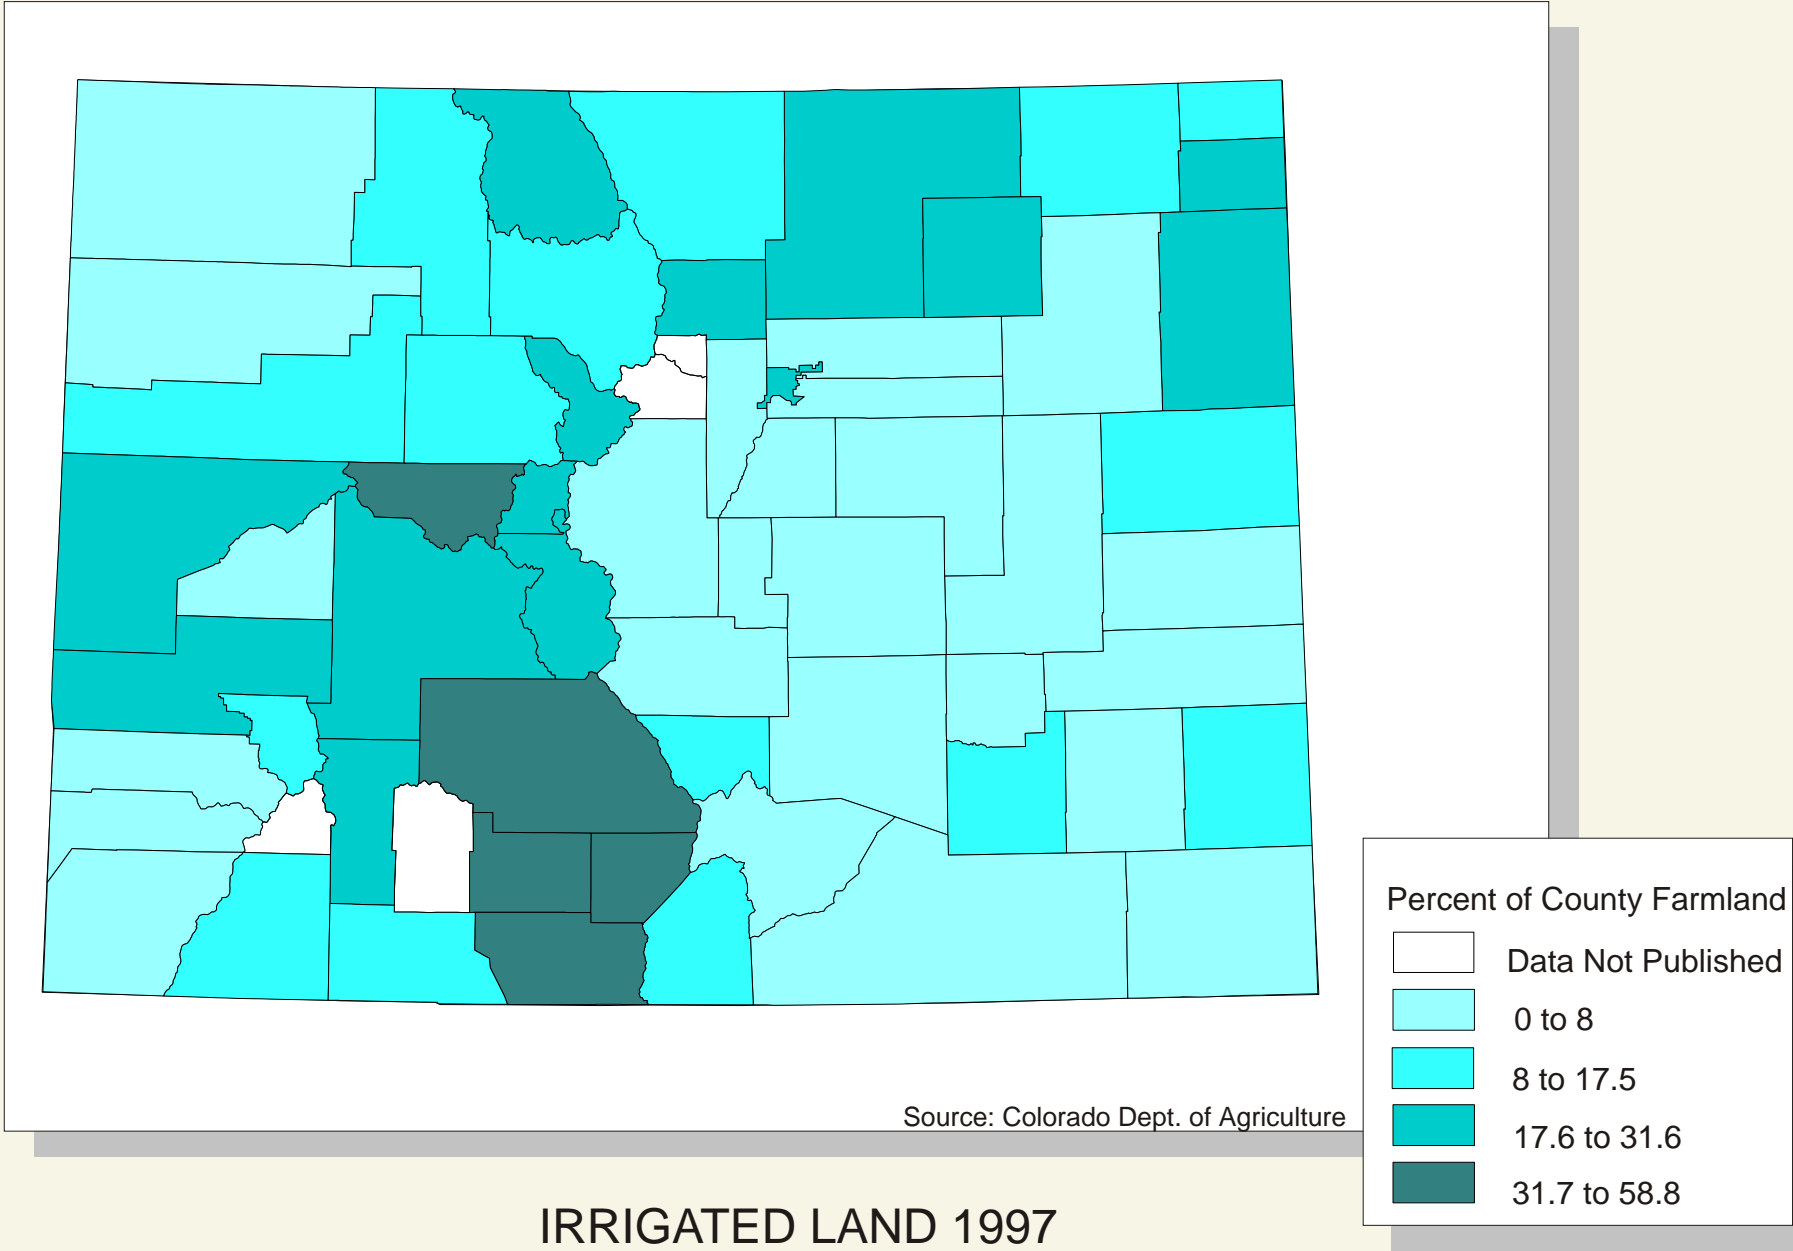 Percent of County Farmland
Data Not Published
0 to 8
8 to 17.5
17.6 to 31.6
31.7 to 58.8
Source: Colorado Dept. of Agriculture
IRRIGATED LAND 1997